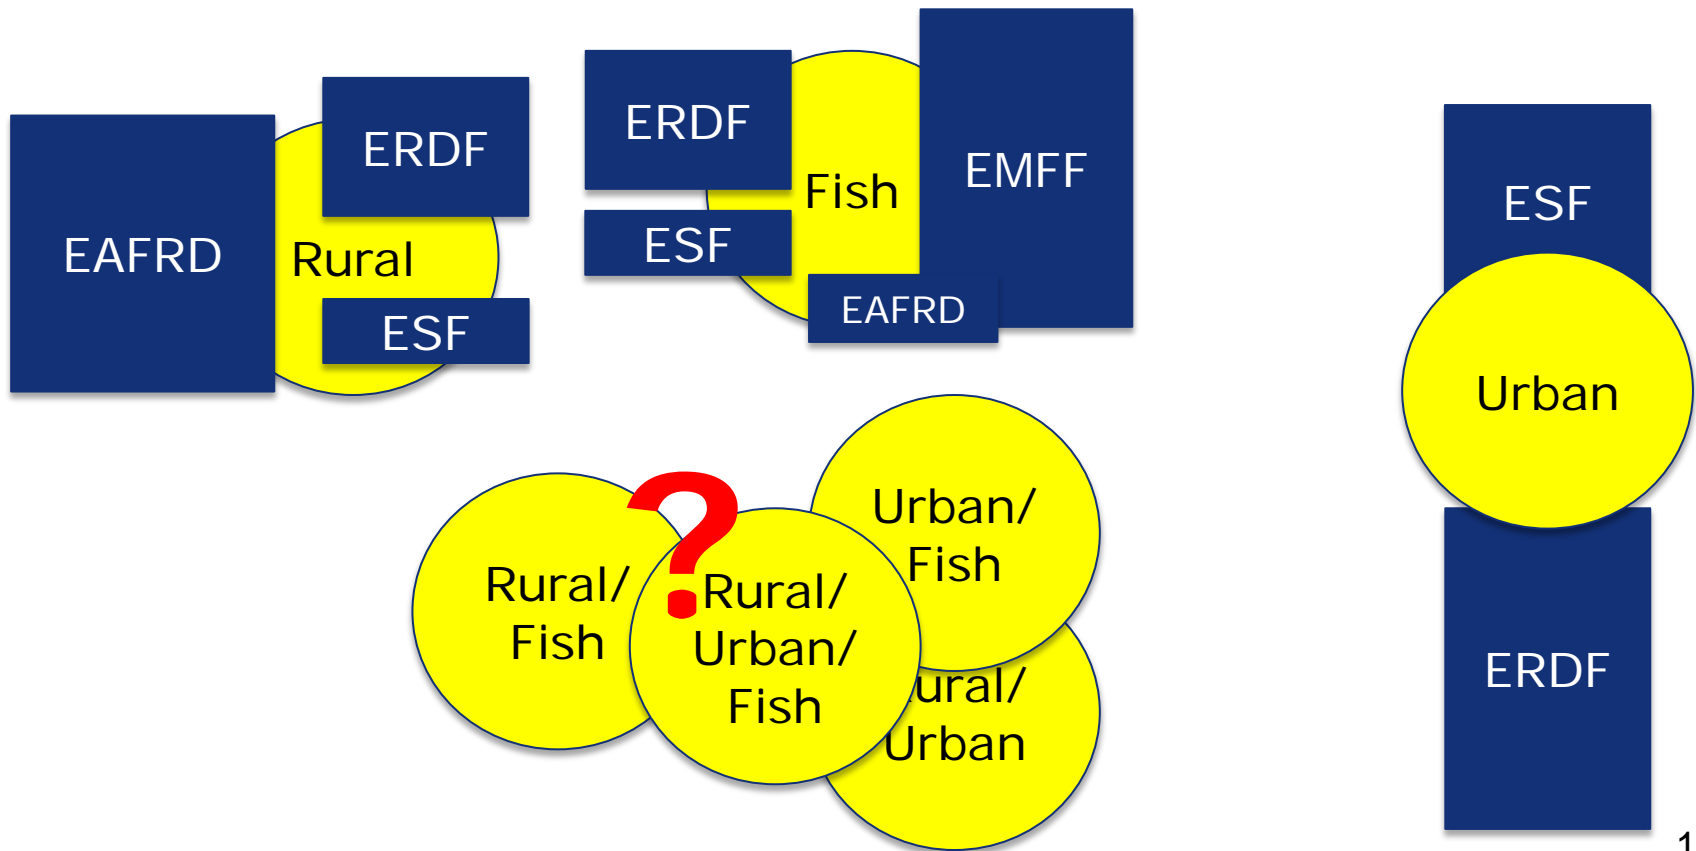 EAFRD
Rural
ERDF
ESF
ERDF
ESF
Fish
EMFF
EAFRD
ESF
Urban
ERDF
Rural/
Fish
?
Rural/
Urban/
Fish
Urban/
Fish
ural/
Urban
1